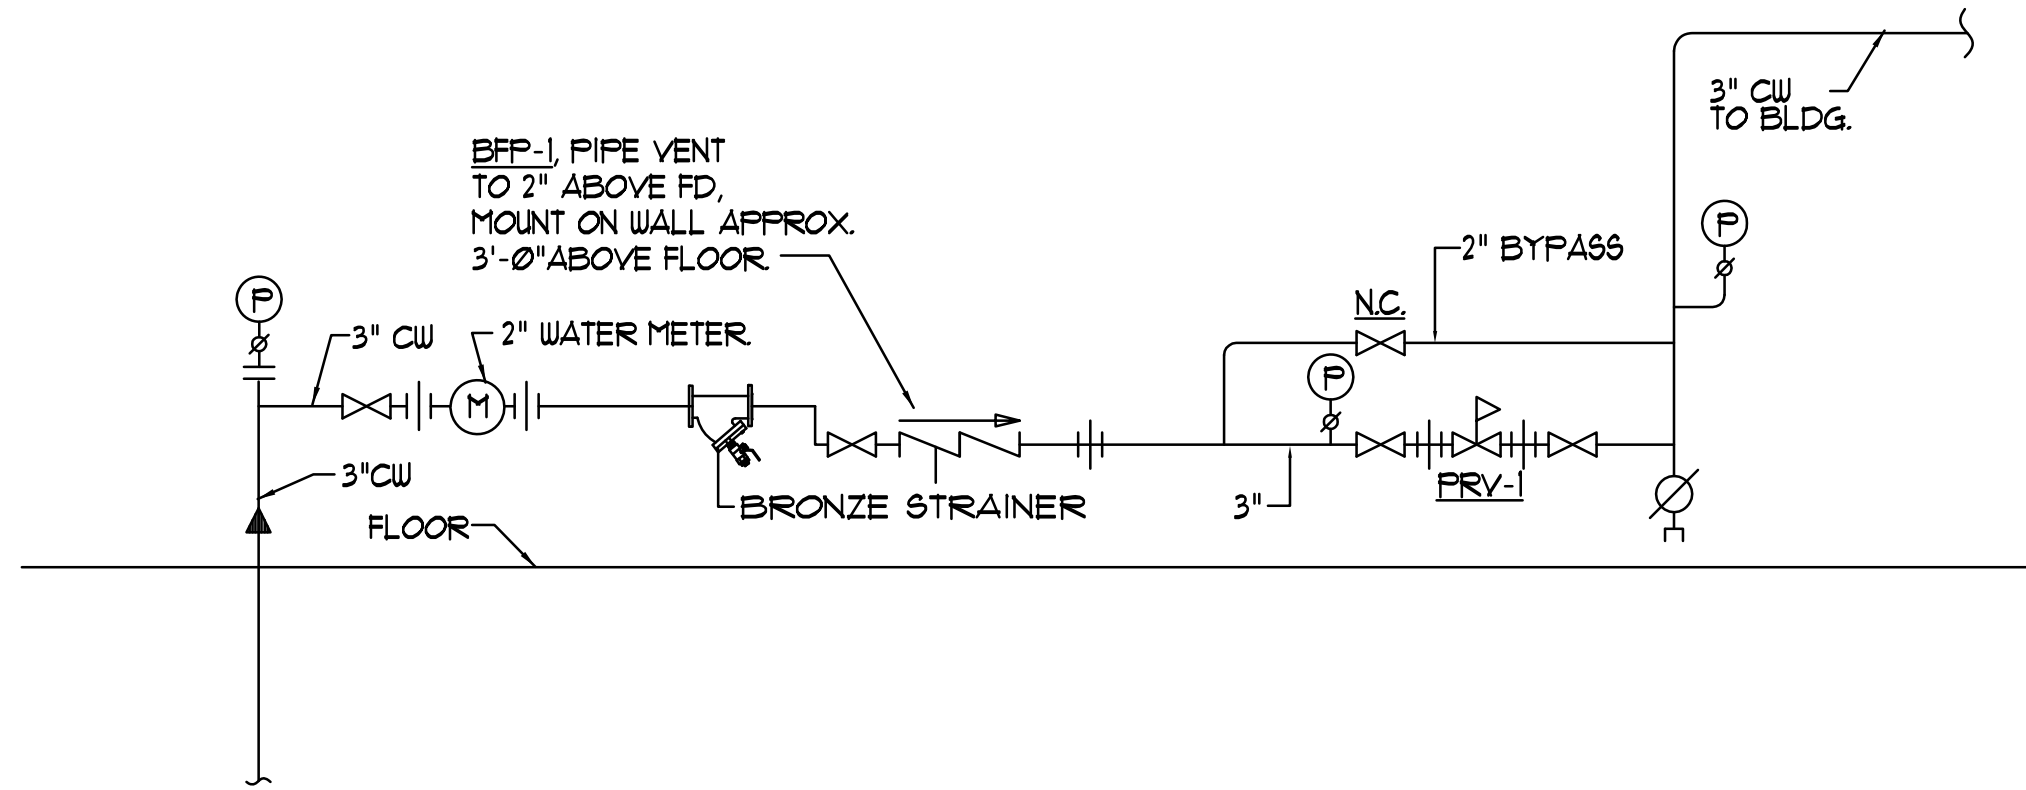 3" CW
TO BLDG.
BFP-1, PIPE VENT
TO 2" ABOVE FD,
MOUNT ON WALL APPROX.
3'-0" ABOVE FLOOR.
P
2" BYPASS
N.C.
P
3" CW
2" WATER METER.
P
M
3"CW
PRV-1
BRONZE STRAINER
3"
FLOOR